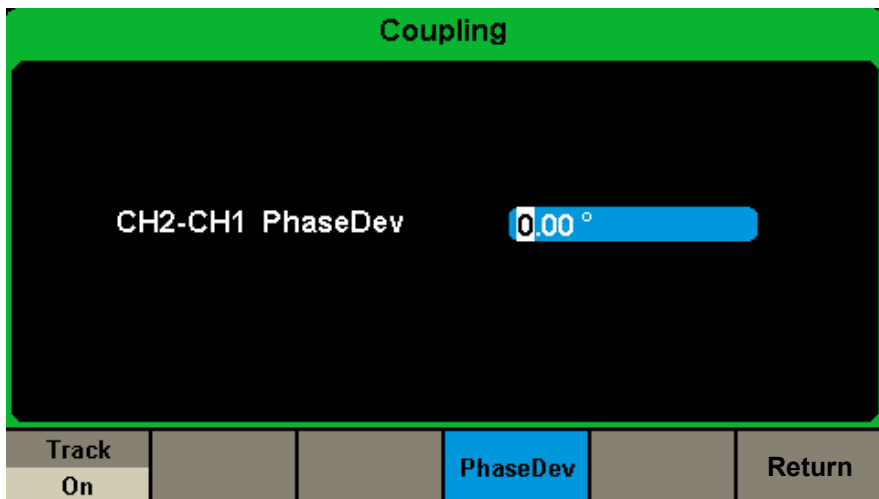 Coupling
CH2-CH1 PhaseDev 0.00 °
Track
On
PhaseDev
Return